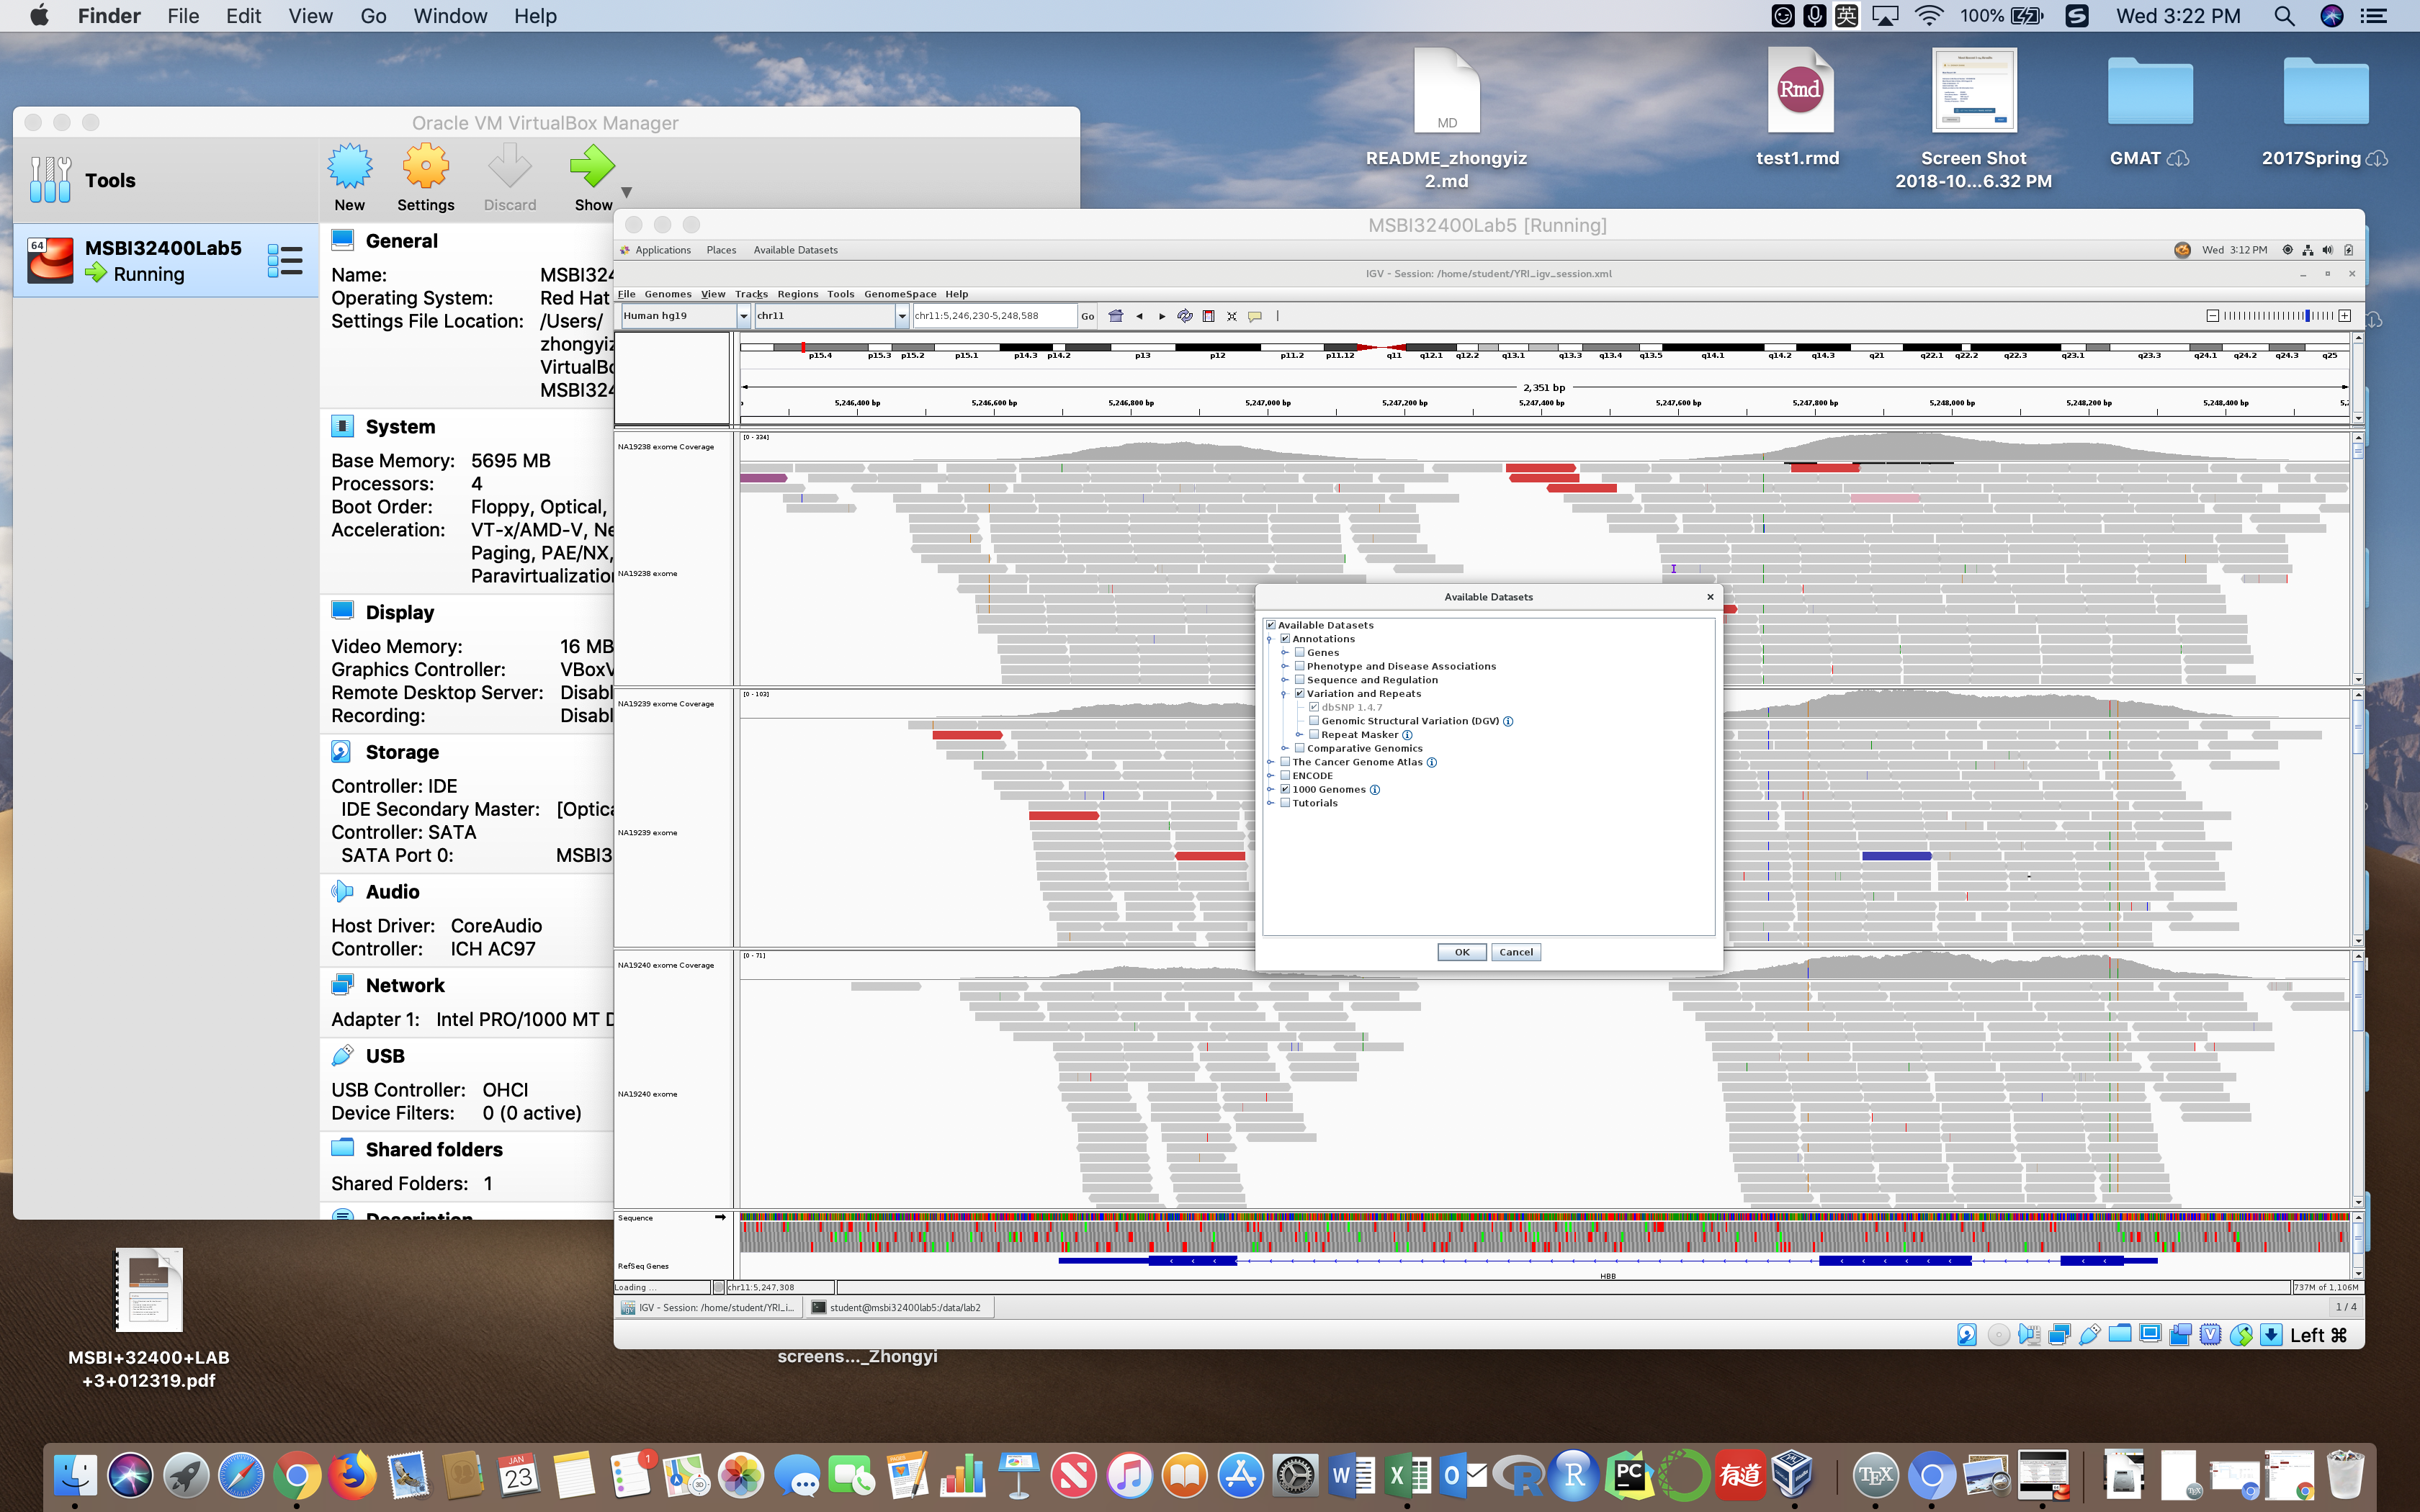 Finder File Edit View Go Window Help
英 100% Wed 3:22 PM
MD
README_zhongyiz
2.md
Rmd
test1.rmd
Screen Shot
2018-10...6.32 PM
GMAT
2017Spring
Oracle VM VirtualBox Manager
Tools
New Settings Discard Show
64
MSBI32400Lab5
Running
General
Name: MSBI324
Operating System: Red Hat
Settings File Location: /Users/
zhongyiz
VirtualBo
MSBI324
System
Base Memory: 5695 MB
Processors: 4
Boot Order: Floppy, Optical,
Acceleration: VT-x/AMD-V, Ne
Paging, PAE/NX,
Paravirtualization
Display
Video Memory: 16 MB
Graphics Controller: VBoxV
Remote Desktop Server: Disabl
Recording: Disabl
Storage
Controller: IDE
IDE Secondary Master: [Optica
Controller: SATA
SATA Port 0: MSBI3
Audio
Host Driver: CoreAudio
Controller: ICH AC97
Network
Adapter 1: Intel PRO/1000 MT D
USB
USB Controller: OHCI
Device Filters: 0 (0 active)
Shared folders
Shared Folders: 1
Description
MSBI32400Lab5 [Running]
Applications Places Available Datasets
Wed 3:12 PM
IGV - Session: /home/student/YRI_igv_session.xml
File Genomes View Tracks Regions Tools GenomeSpace Help
Human hg19 chr11 chr11:5,246,230-5,248,588 Go
p15.4 p15.3 p15.2 p15.1 p14.3 p14.2 p13 p12 p11.2 p11.12 q11 q12.1 q12.2 q13.1 q13.3 q13.4 q13.5 q14.1 q14.2 q14.3 q21 q22.1 q22.2 q22.3 q23.1 q23.3 q24.1 q24.2 q24.3 q25
2,351 bp
5,246,400 bp 5,246,600 bp 5,246,800 bp 5,247,000 bp 5,247,200 bp 5,247,400 bp 5,247,600 bp 5,247,800 bp 5,248,000 bp 5,248,200 bp 5,248,400 bp
[0 - 334]
NA19238 exome Coverage
NA19238 exome
[0 - 103]
NA19239 exome Coverage
NA19239 exome
[0 - 71]
NA19240 exome Coverage
NA19240 exome
Sequence
RefSeq Genes
HBB
Available Datasets
Available Datasets
Annotations
Genes
Phenotype and Disease Associations
Sequence and Regulation
Variation and Repeats
dbSNP 1.4.7
Genomic Structural Variation (DGV)
Repeat Masker
Comparative Genomics
The Cancer Genome Atlas
ENCODE
1000 Genomes
Tutorials
OK Cancel
Loading ... chr11:5,247,308 737M of 1,106M
IGV - Session: /home/student/YRI_i... student@msbi32400lab5:/data/lab2 1 / 4
Left ⌘
screens..._Zhongyi
MSBI+32400+LAB
+3+012319.pdf
JAN
23
1
PC
有道
TEX